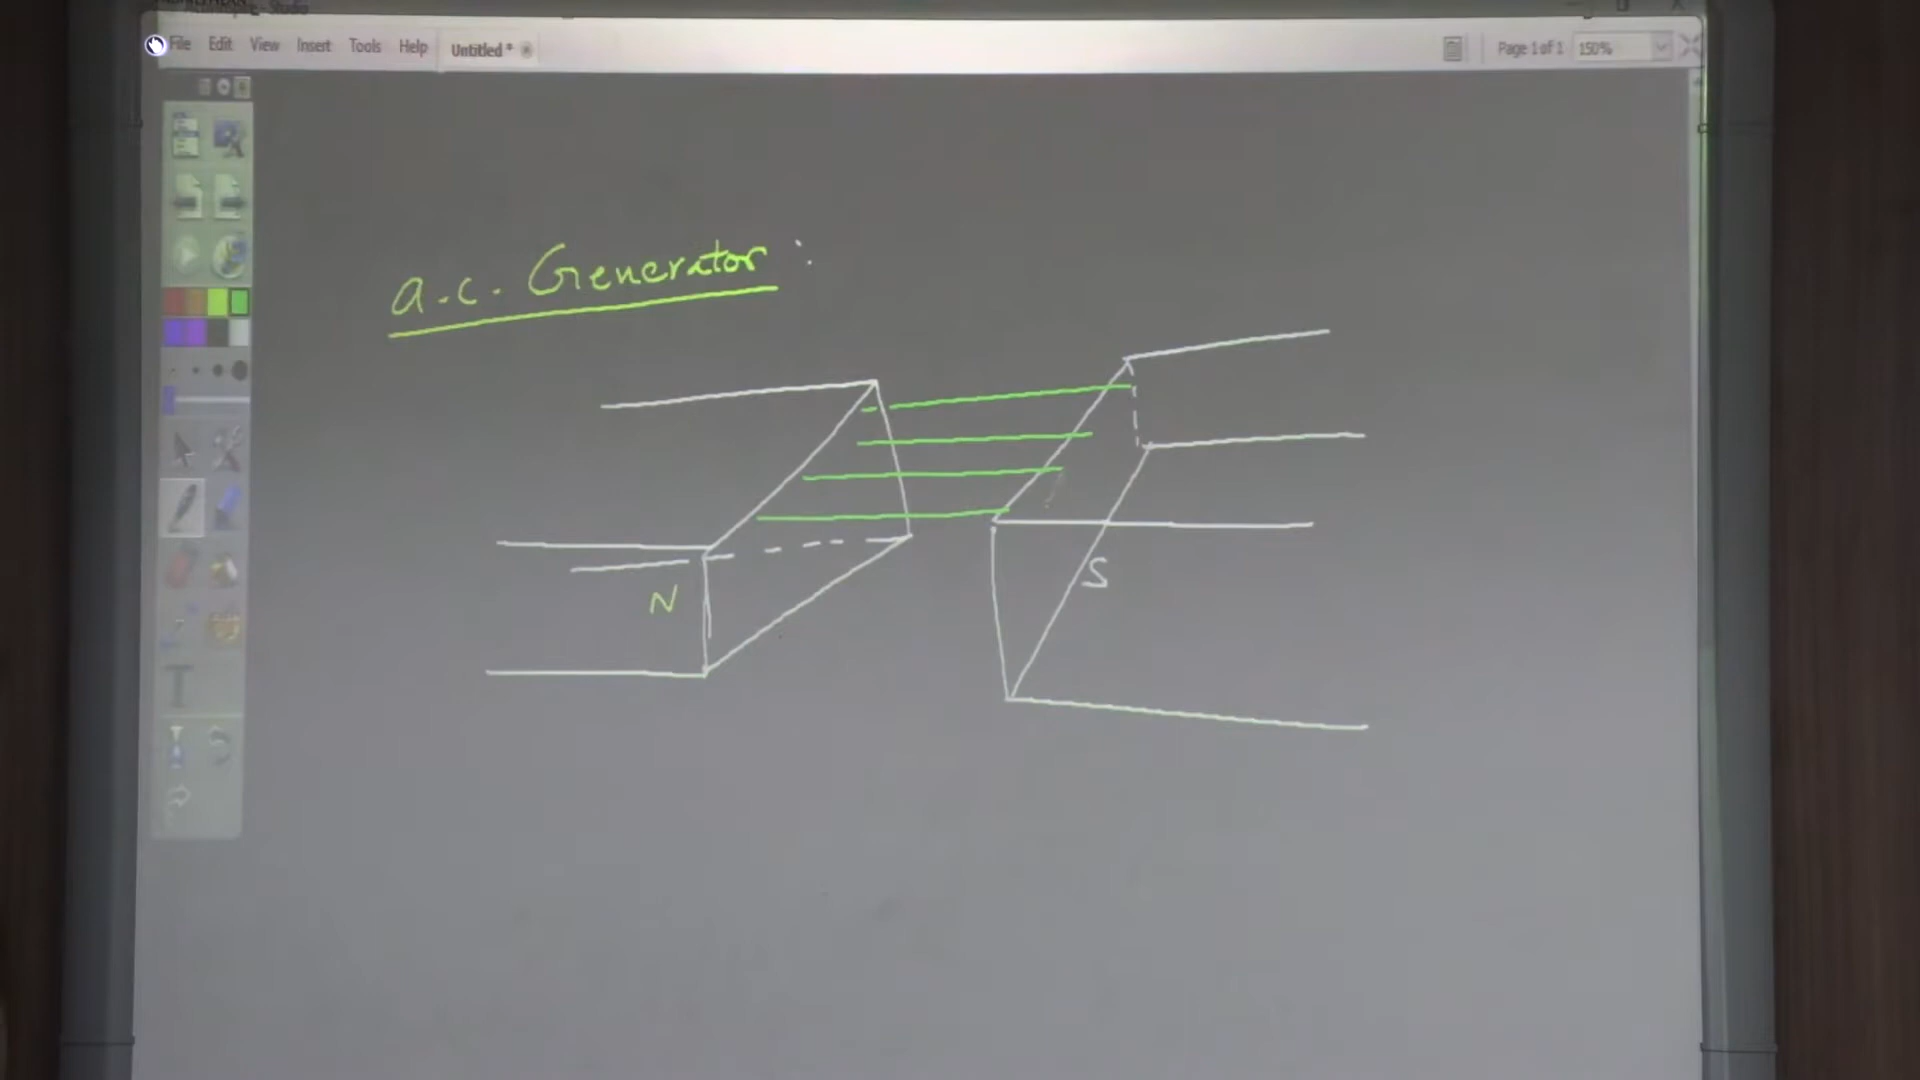 File Edit View Insert Tools Help Untitled * Page 1 of 1 150%
a.c. Generator :
N
S
T